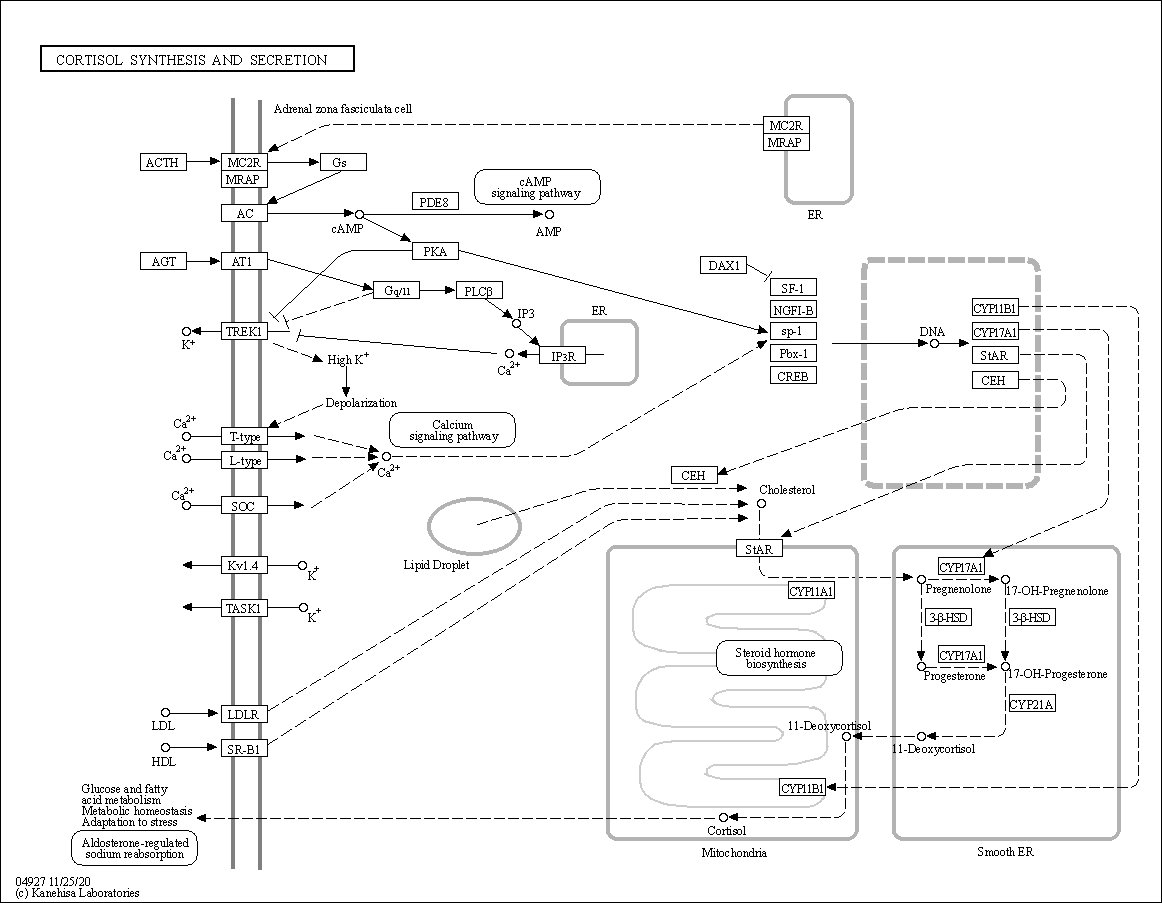 CORTISOL SYNTHESIS AND SECRETION
Adrenal zona fasciculata cell
MC2R
MRAP
ER
ACTH
MC2R
MRAP
Gs
cAMP
signaling pathway
PDE8
AC
cAMP
AMP
PKA
AGT
AT1
Gq/11
PLCβ
IP3
ER
DAX1
SF-1
NGFI-B
sp-1
Pbx-1
CREB
DNA
CYP11B1
CYP17A1
StAR
CEH
TREK1
K+
High K+
Ca2+
IP3R
Depolarization
Calcium
signaling pathway
Ca2+
T-type
Ca2+
L-type
Ca2+
Ca2+
SOC
CEH
Cholesterol
Lipid Droplet
StAR
Kv1.4
K+
TASK1
K+
CYP11A1
CYP17A1
Pregnenolone
17-OH-Pregnenolone
3-β-HSD
3-β-HSD
Steroid hormone
biosynthesis
CYP17A1
Progesterone
17-OH-Progesterone
CYP21A
LDL
LDLR
HDL
SR-B1
11-Deoxycortisol
11-Deoxycortisol
CYP11B1
Glucose and fatty
acid metabolism
Metabolic homeostasis
Adaptation to stress
Cortisol
Aldosterone-regulated
sodium reabsorption
Mitochondria
Smooth ER
04927 11/25/20
(c) Kanehisa Laboratories